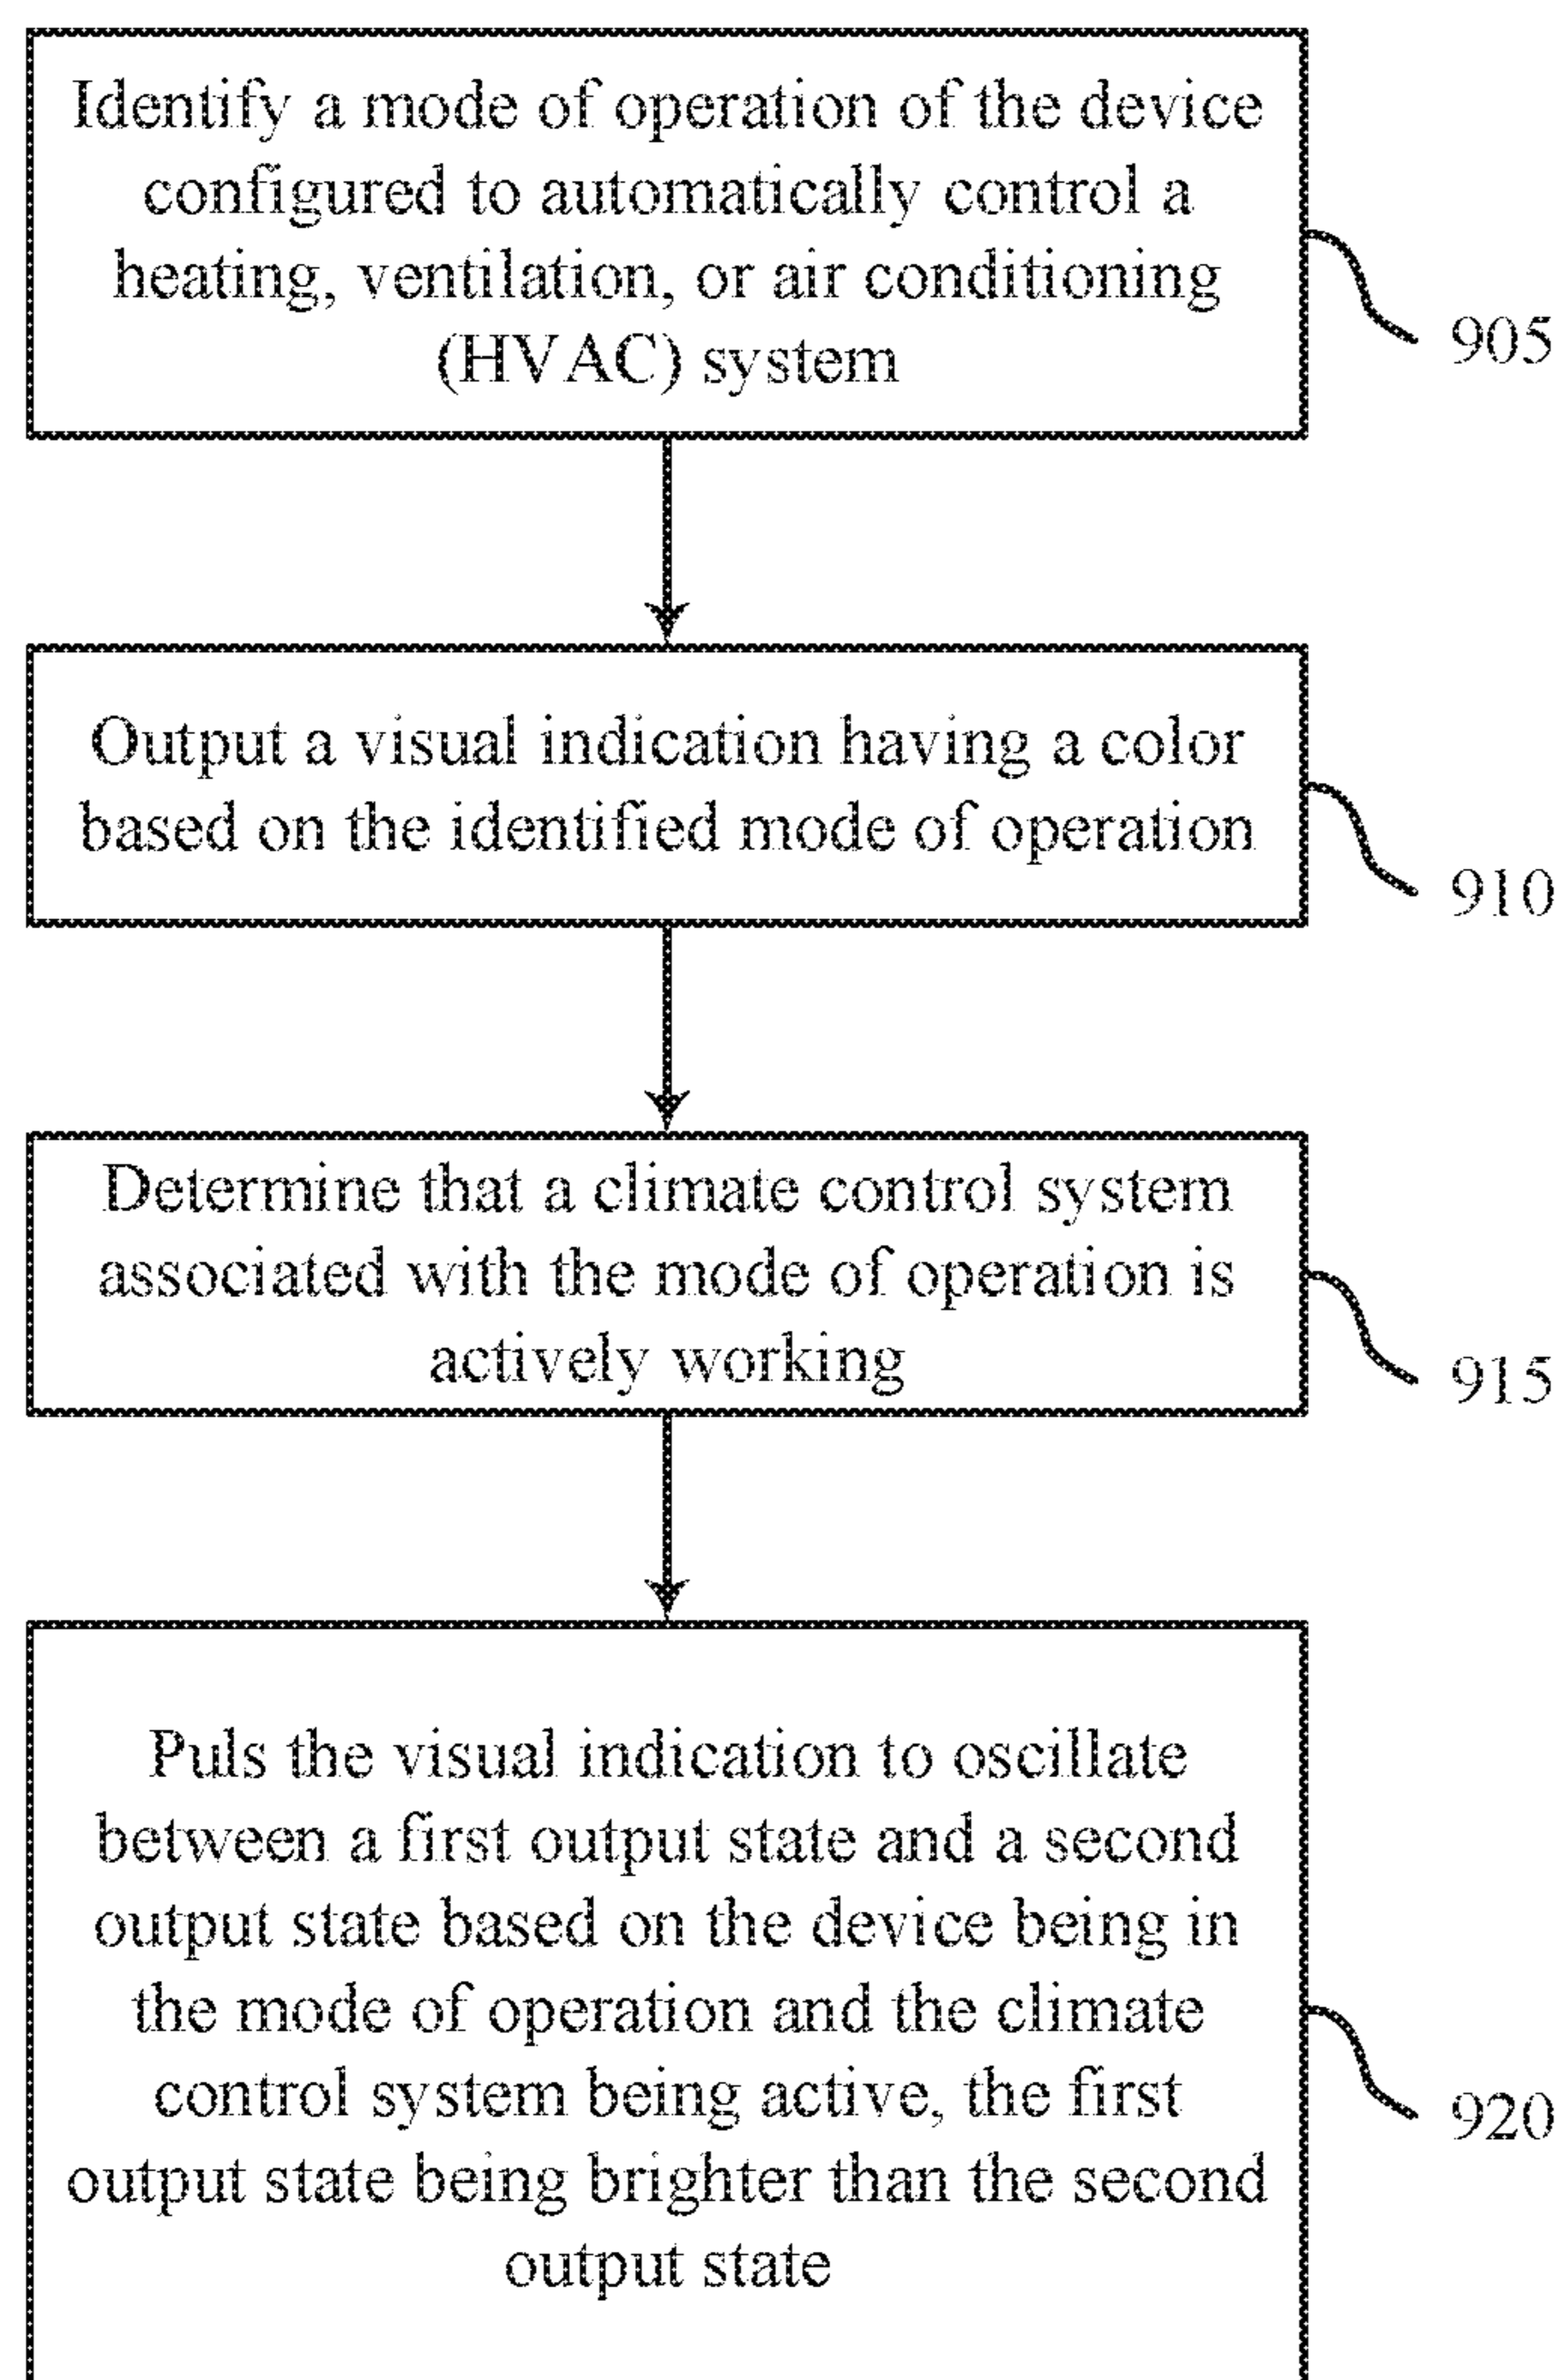 Identify a mode of operation of the device
configured to automatically control a
heating, ventilation, or air conditioning
(HVAC) system
905
Output a visual indication having a color
based on the identified mode of operation
910
Determine that a climate control system
associated with the mode of operation is
actively working
915
Puls the visual indication to oscillate
between a first output state and a second
output state based on the device being in
the mode of operation and the climate
control system being active, the first
output state being brighter than the second
output state
920